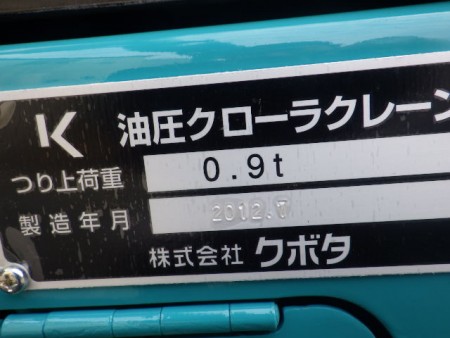 K 油圧クローラクレーン
つり上荷重 0.9t
製造年月 2012.7
株式会社 クボタ